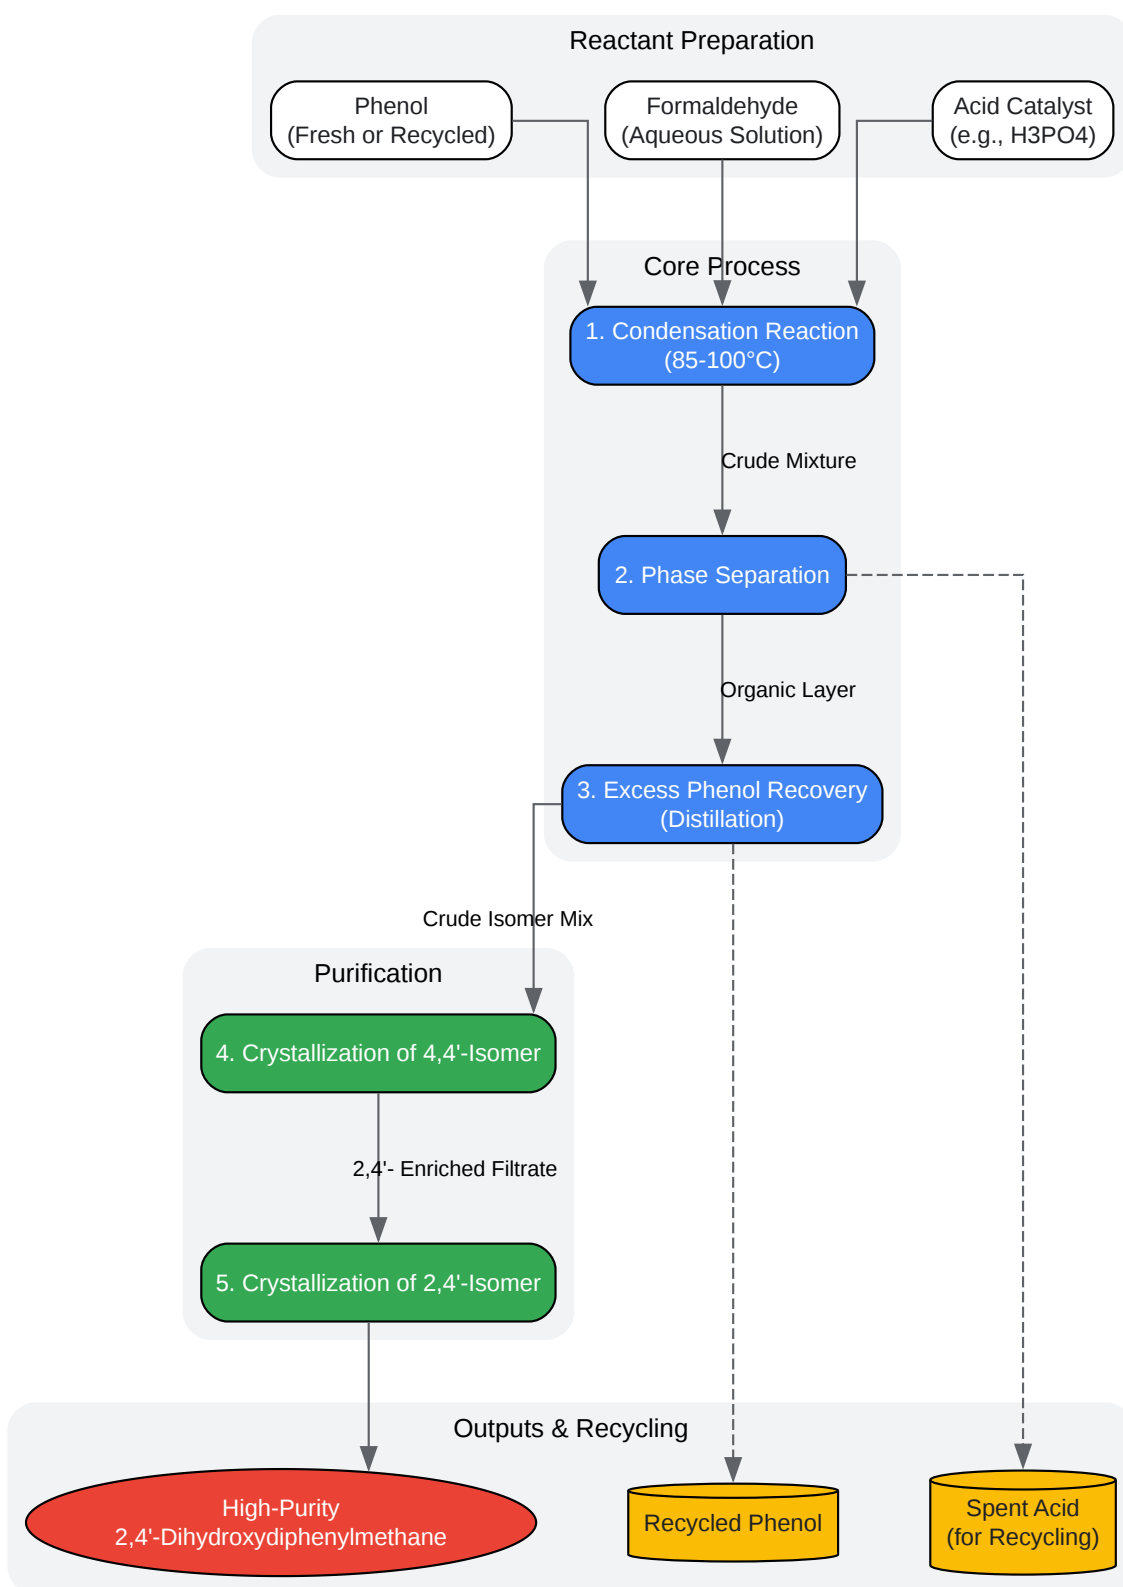 Reactant Preparation
Phenol
(Fresh or Recycled)
Formaldehyde
(Aqueous Solution)
Acid Catalyst
(e.g., H3PO4)
Core Process
1. Condensation Reaction
(85-100°C)
Crude Mixture
2. Phase Separation
Organic Layer
3. Excess Phenol Recovery
(Distillation)
Crude Isomer Mix
Purification
4. Crystallization of 4,4'-Isomer
2,4'- Enriched Filtrate
5. Crystallization of 2,4'-Isomer
Outputs & Recycling
High-Purity
2,4'-Dihydroxydiphenylmethane
Recycled Phenol
Spent Acid
(for Recycling)